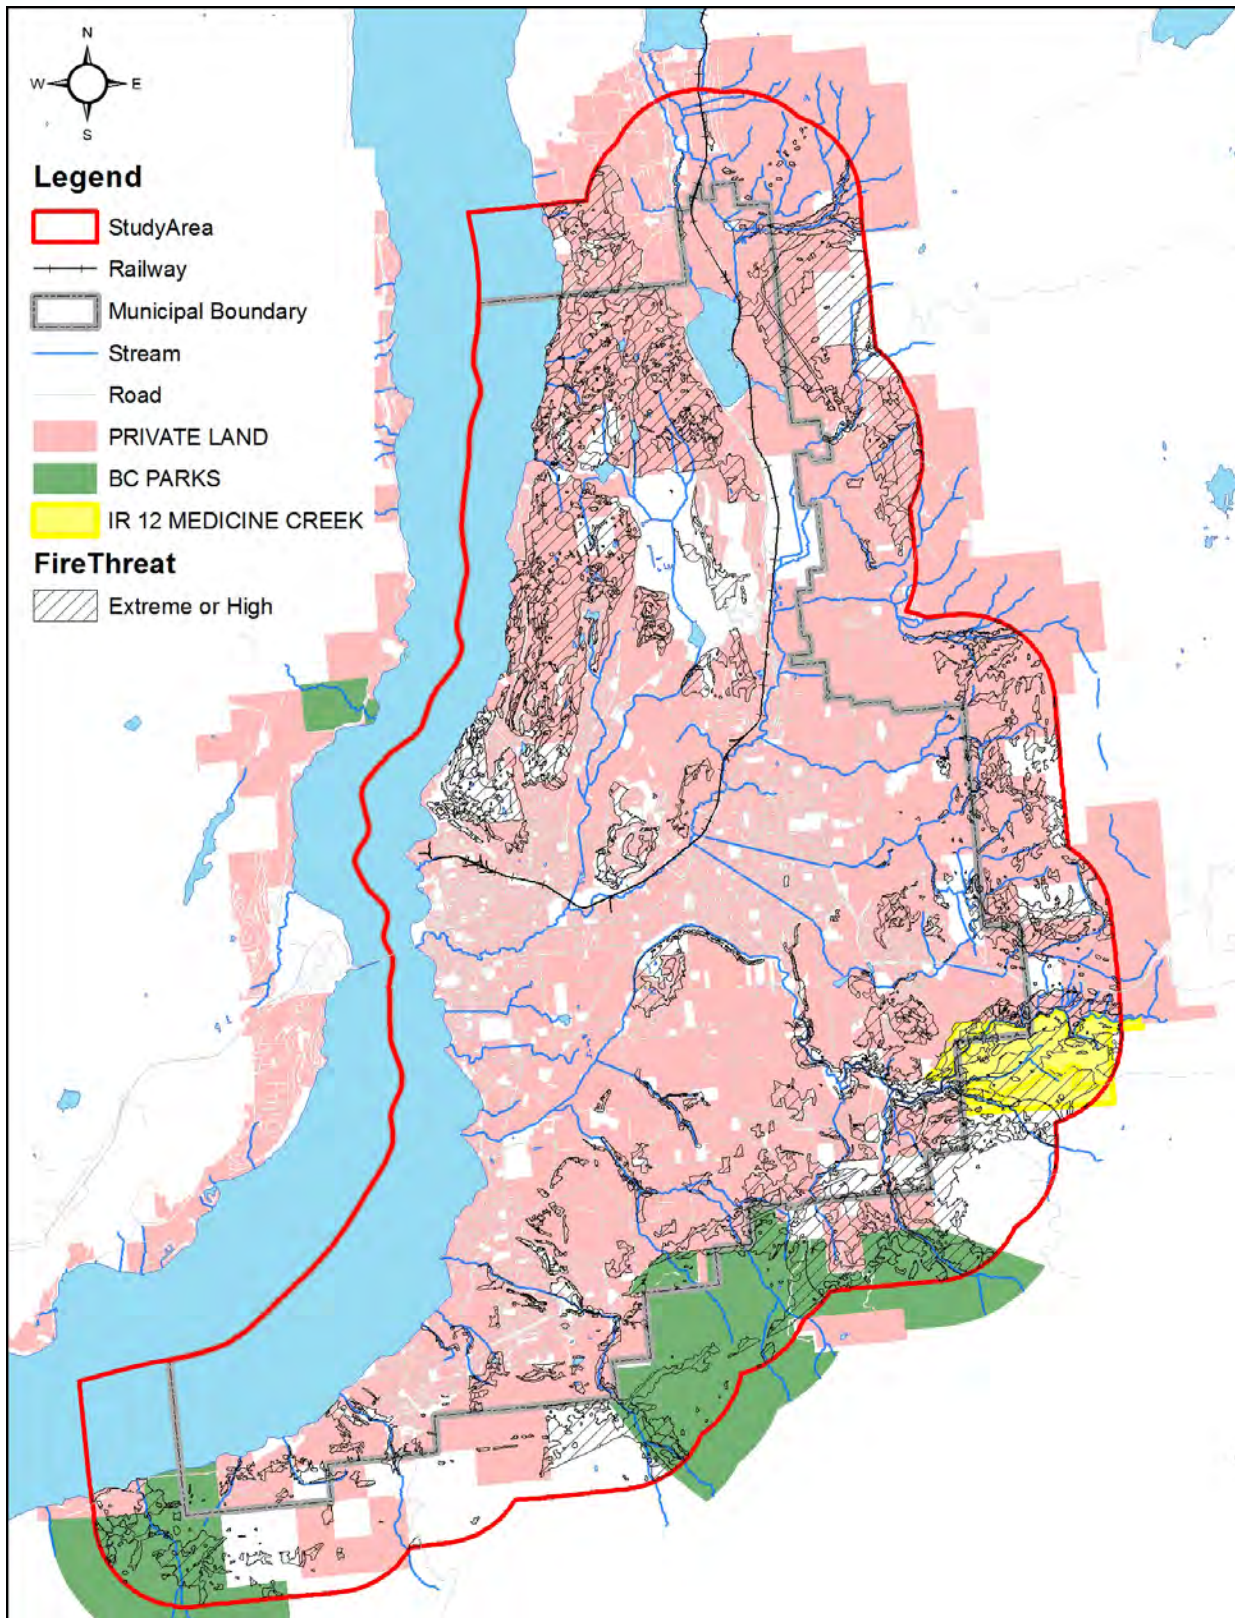 N
W E
S
Legend
StudyArea
Railway
Municipal Boundary
Stream
Road
PRIVATE LAND
BC PARKS
IR 12 MEDICINE CREEK
FireThreat
Extreme or High